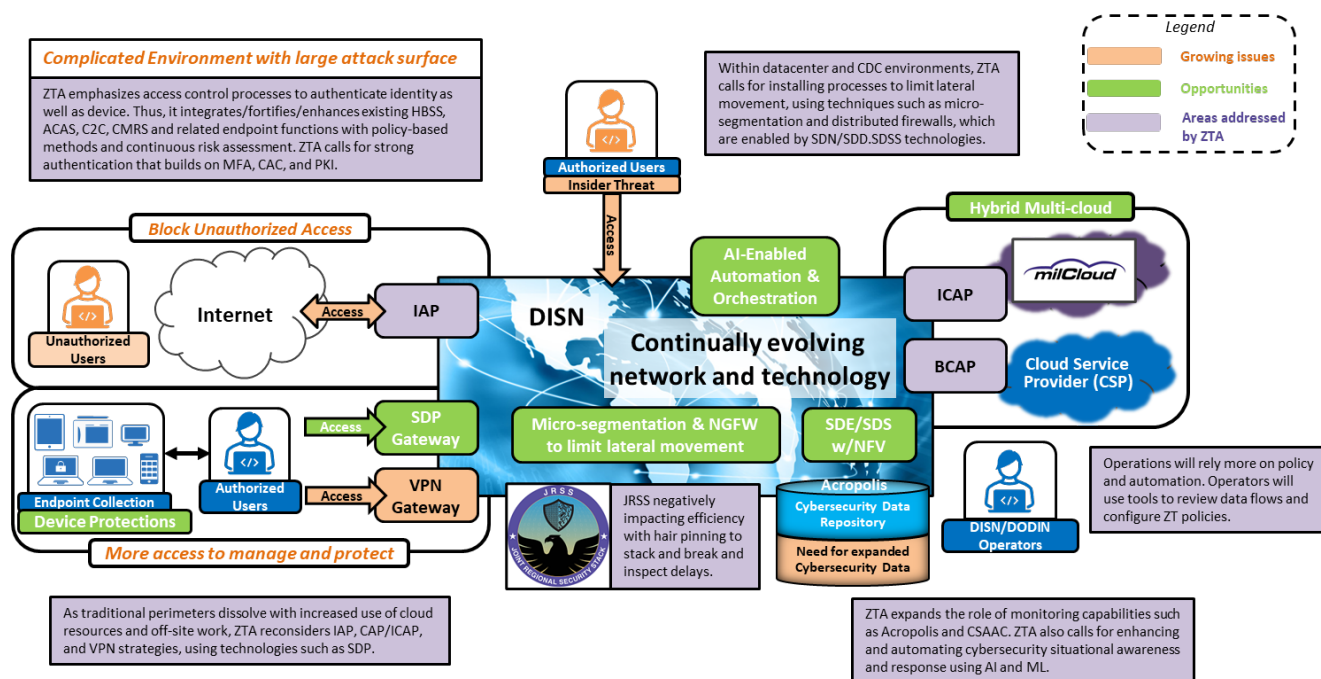 Legend
Growing issues
Opportunities
Areas addressed
by ZTA
Complicated Environment with large attack surface
ZTA emphasizes access control processes to authenticate identity as
well as device. Thus, it integrates/fortifies/enhances existing HBSS,
ACAS, C2C, CMRS and related endpoint functions with policy-based
methods and continuous risk assessment. ZTA calls for strong
authentication that builds on MFA, CAC, and PKI.
Within datacenter and CDC environments, ZTA
calls for installing processes to limit lateral
movement, using techniques such as micro-
segmentation and distributed firewalls, which
are enabled by SDN/SDD.SDSS technologies.
</>
Authorized Users
Insider Threat
Access
Block Unauthorized Access
</>
Unauthorized
Users
Internet
Access
IAP
DISN
AI-Enabled
Automation &
Orchestration
Continually evolving
network and technology
Hybrid Multi-cloud
ICAP
milCloud
BCAP
Cloud Service
Provider (CSP)
Endpoint Collection
Device Protections
</>
Authorized
Users
Access
SDP
Gateway
Access
VPN
Gateway
More access to manage and protect
Micro-segmentation & NGFW
to limit lateral movement
SDE/SDS
w/NFV
JRSS
JOINT REGIONAL SECURITY STACK
JRSS negatively
impacting efficiency
with hair pinning to
stack and break and
inspect delays.
Acropolis
Cybersecurity Data
Repository
Need for expanded
Cybersecurity Data
</>
DISN/DODIN
Operators
Operations will rely more on policy
and automation. Operators will
use tools to review data flows and
configure ZT policies.
As traditional perimeters dissolve with increased use of cloud
resources and off-site work, ZTA reconsiders IAP, CAP/ICAP,
and VPN strategies, using technologies such as SDP.
ZTA expands the role of monitoring capabilities such
as Acropolis and CSAAC. ZTA also calls for enhancing
and automating cybersecurity situational awareness
and response using AI and ML.